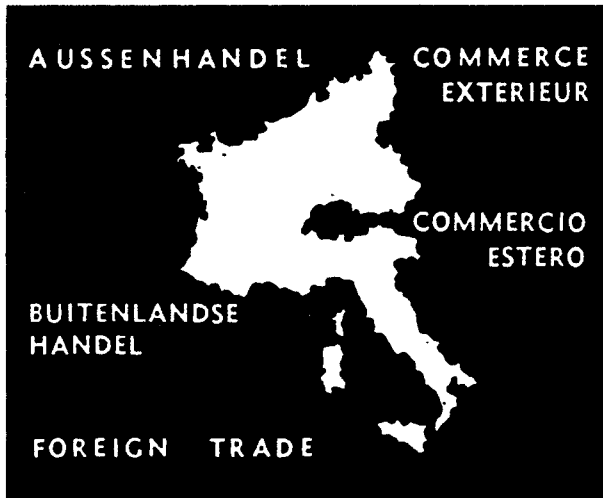 AUSSENHANDEL
COMMERCE
EXTERIEUR
COMMERCIO
ESTERO
BUITENLANDSE
HANDEL
FOREIGN TRADE